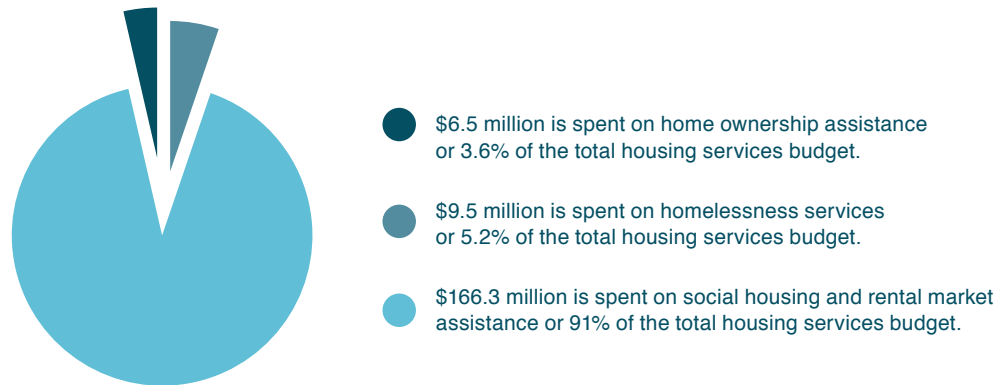 $6.5 million is spent on home ownership assistance
or 3.6% of the total housing services budget.
$9.5 million is spent on homelessness services
or 5.2% of the total housing services budget.
$166.3 million is spent on social housing and rental market
assistance or 91% of the total housing services budget.